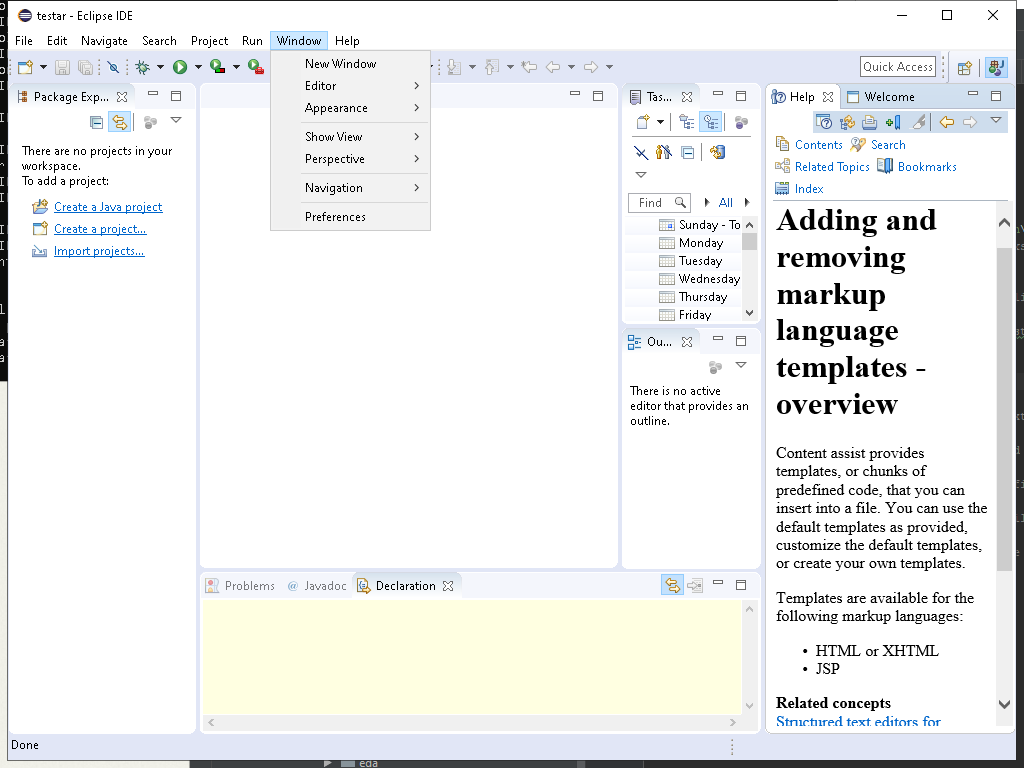 testar - Eclipse IDE
File Edit Navigate Search Project Run Window Help
Quick Access
New Window
Editor
Appearance
Show View
Perspective
Navigation
Preferences
Package Exp...
There are no projects in your
workspace.
To add a project:
Create a Java project
Create a project...
Import projects...
Tas...
Find
All
Sunday - To
Monday
Tuesday
Wednesday
Thursday
Friday
Ou...
There is no active
editor that provides an
outline.
Help Welcome
Contents Search
Related Topics Bookmarks
Index
Adding and
removing
markup
language
templates -
overview
Content assist provides
templates, or chunks of
predefined code, that you can
insert into a file. You can use the
default templates as provided,
customize the default templates,
or create your own templates.
Templates are available for the
following markup languages:
• HTML or XHTML
• JSP
Related concepts
Structured text editors for
Problems @ Javadoc Declaration
Done
eda